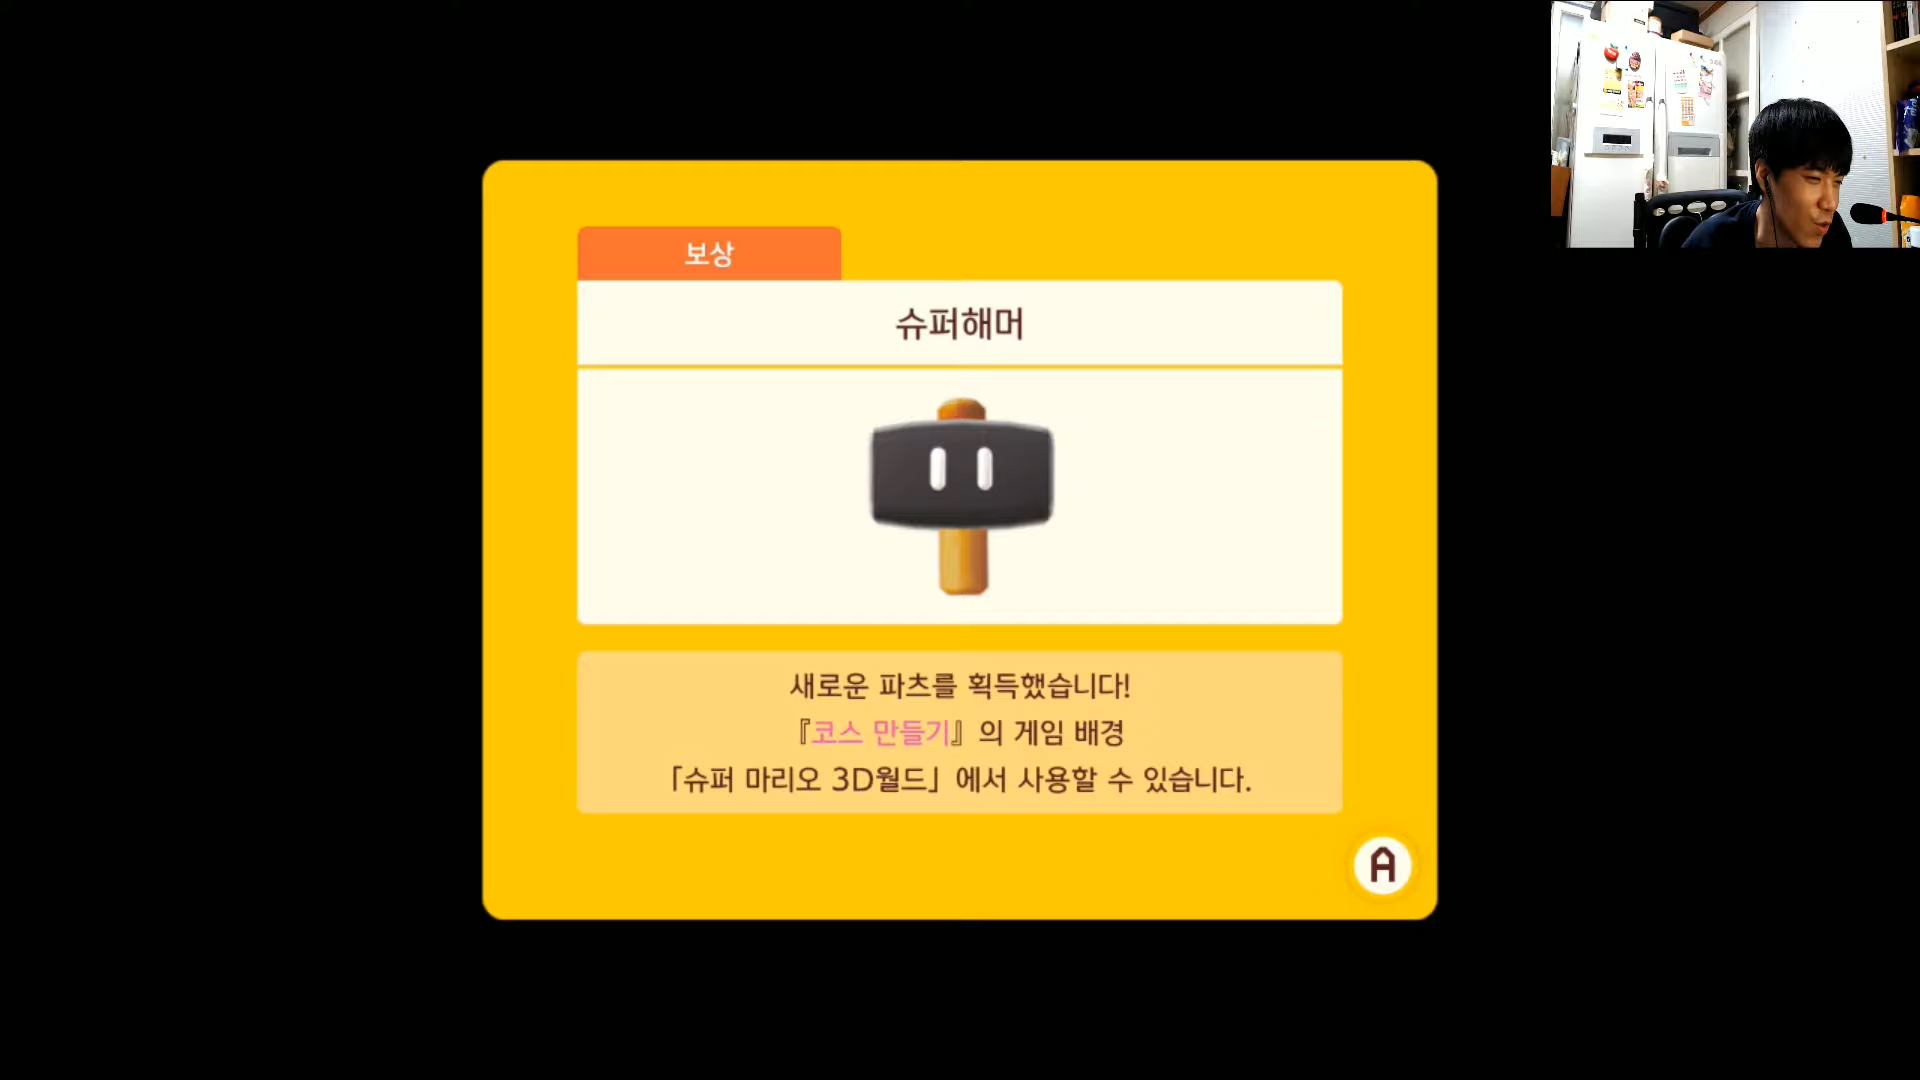 보상
슈퍼해머
새로운 파츠를 획득했습니다!
『코스 만들기』의 게임 배경
「슈퍼 마리오 3D월드」에서 사용할 수 있습니다.
A